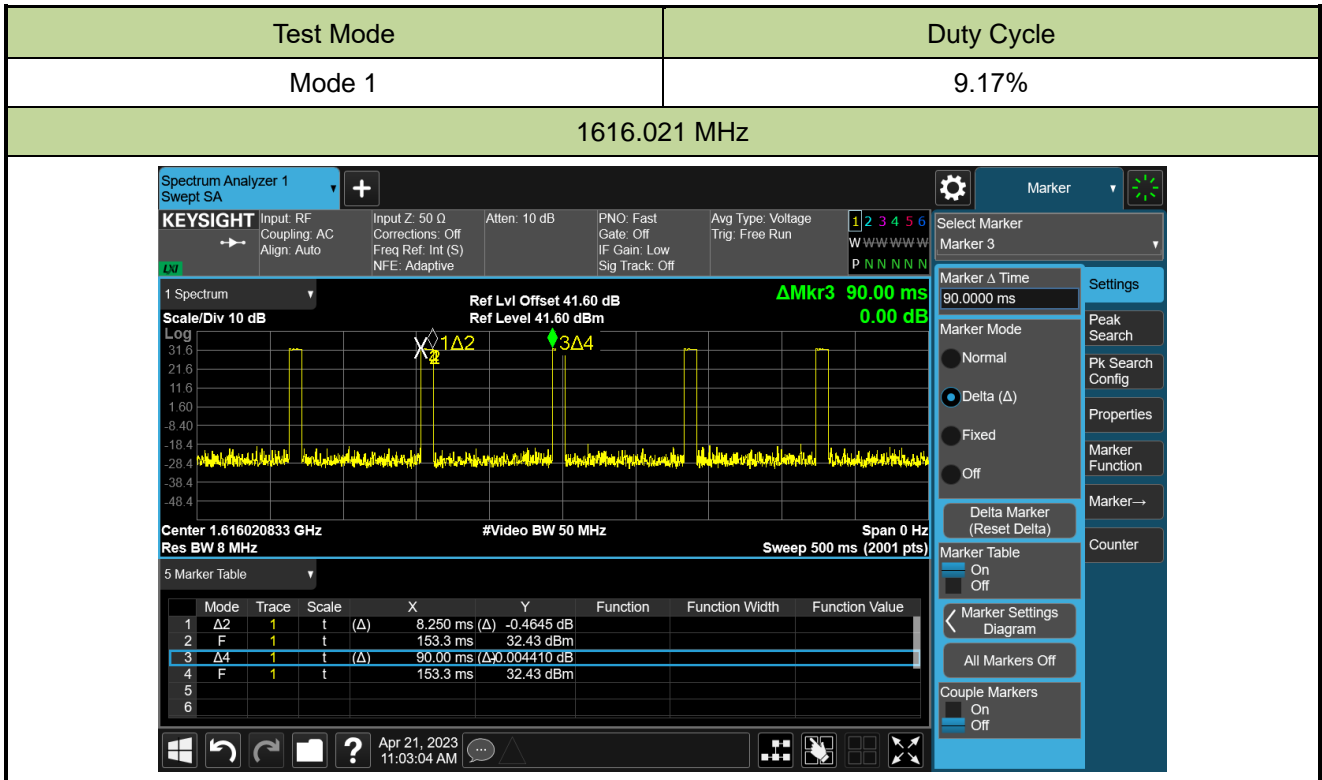 Test Mode Duty Cycle
Mode 1 9.17%
1616.021 MHz
Spectrum Analyzer 1
Swept SA
Marker
KEYSIGHT Input: RF Input Z: 50 Ω Atten: 10 dB PNO: Fast Avg Type: Voltage 1 2 3 4 5 6
Coupling: AC Corrections: Off Gate: Off Trig: Free Run
Align: Auto Freq Ref: Int (S) IF Gain: Low W W W W W W
LXI NFE: Adaptive Sig Track: Off P N N N N N
Select Marker
Marker 3
1 Spectrum Ref Lvl Offset 41.60 dB ΔMkr3 90.00 ms
Scale/Div 10 dB Ref Level 41.60 dBm 0.00 dB
Log
31.6
21.6
11.6
1.60
-8.40
-18.4
-28.4
-38.4
-48.4
1Δ2 3Δ4
Center 1.616020833 GHz #Video BW 50 MHz Span 0 Hz
Res BW 8 MHz Sweep 500 ms (2001 pts)
5 Marker Table
Mode Trace Scale X Y Function Function Width Function Value
1 Δ2 1 t (Δ) 8.250 ms (Δ) -0.4645 dB
2 F 1 t 153.3 ms 32.43 dBm
3 Δ4 1 t (Δ) 90.00 ms (Δ)-0.004410 dB
4 F 1 t 153.3 ms 32.43 dBm
5
6
Marker Δ Time
90.0000 ms
Marker Mode
Normal
Delta (Δ)
Fixed
Off
Delta Marker
(Reset Delta)
Marker Table
On
Off
Marker Settings
Diagram
All Markers Off
Couple Markers
On
Off
Settings
Peak
Search
Pk Search
Config
Properties
Marker
Function
Marker→
Counter
Apr 21, 2023
11:03:04 AM